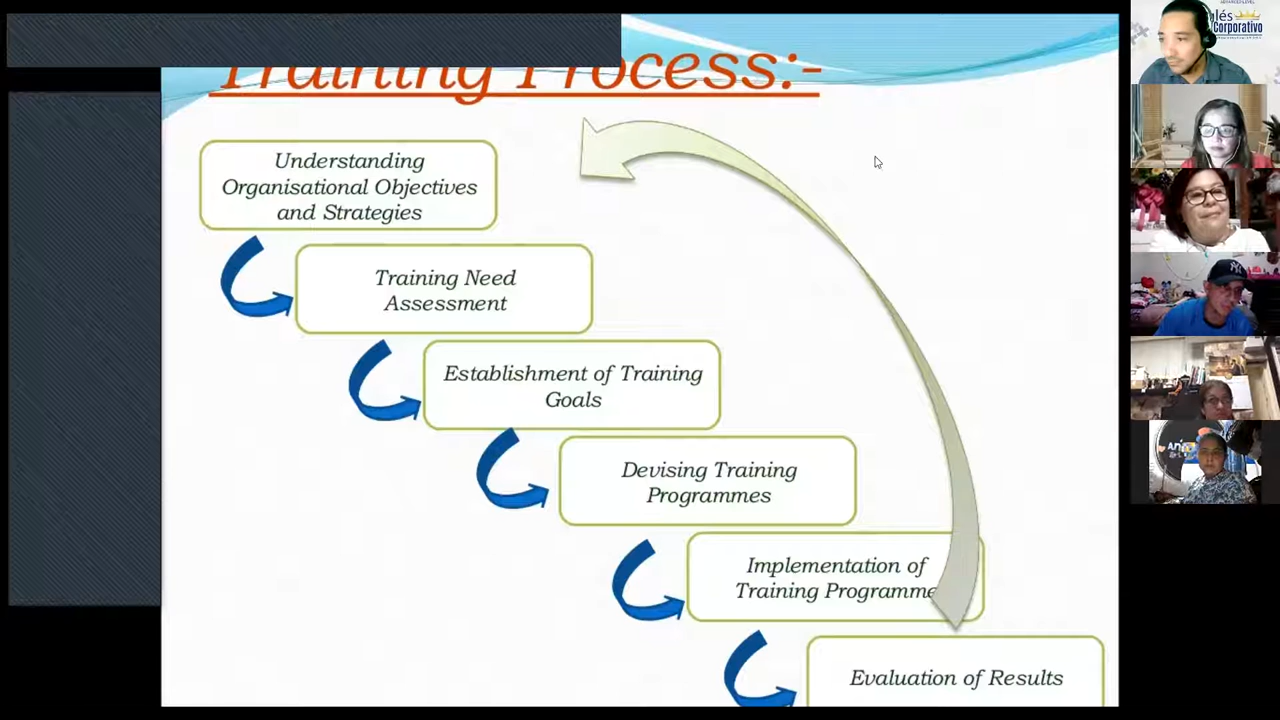 Training Process:-
Understanding
Organisational Objectives
and Strategies
Training Need
Assessment
Establishment of Training
Goals
Devising Training
Programmes
Implementation of
Training Programme
Evaluation of Results
lés
Corporativo